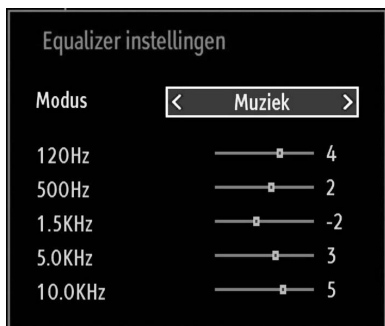 Equalizer instellingen
Modus < Muziek >
120Hz 4
500Hz 2
1.5KHz -2
5.0KHz 3
10.0KHz 5